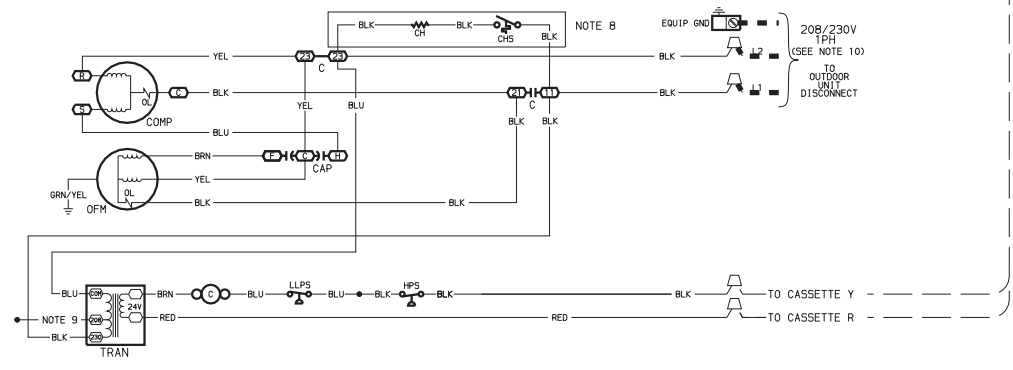 BLK CH BLK CHS BLK NOTE 8
EQUIP GND
208/230V
1PH
(SEE NOTE 10)
TO
OUTDOOR
UNIT
DISCONNECT
R YEL 23 23 BLK L2
C
OL C BLK 21 11 BLK L1
C
YEL BLU
S
COMP
BLK BLK
BLU
BRN F C H
CAP
YEL
GRN/YEL
OL
OFM
BLK BLK
BLU COM BRN C BLU LLPS BLU BLK HPS BLK BLK TO CASSETTE Y
24V
NOTE 9 208 RED RED TO CASSETTE R
BLK 230
TRAN